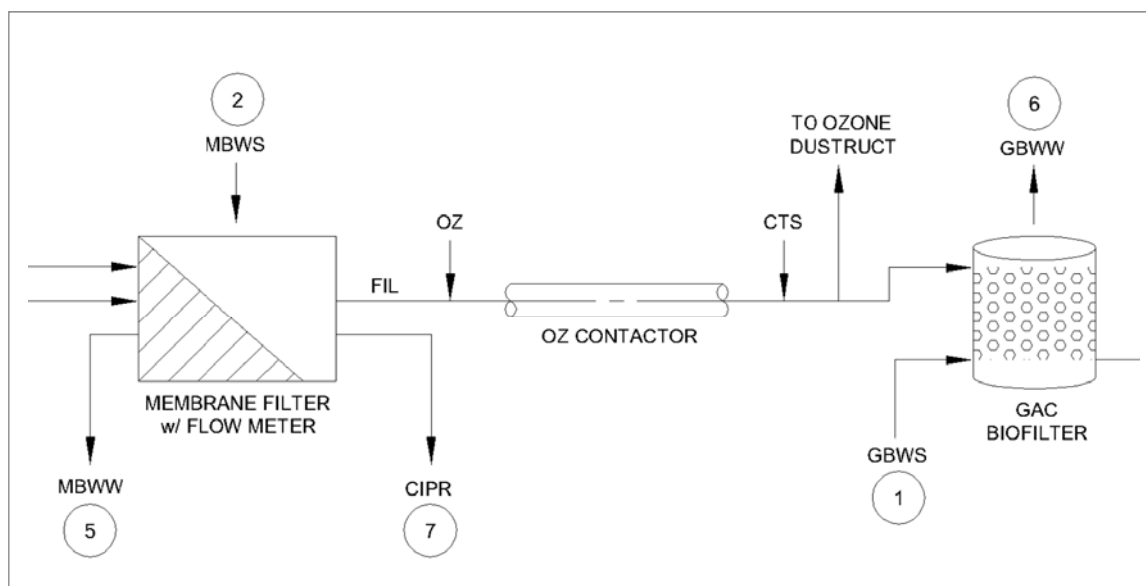 2
MBWS
TO OZONE
DUSTRUCT
6
GBWW
OZ
CTS
FIL
OZ CONTACTOR
MEMBRANE FILTER
w/ FLOW METER
GAC
BIOFILTER
MBWW
5
CIPR
7
GBWS
1